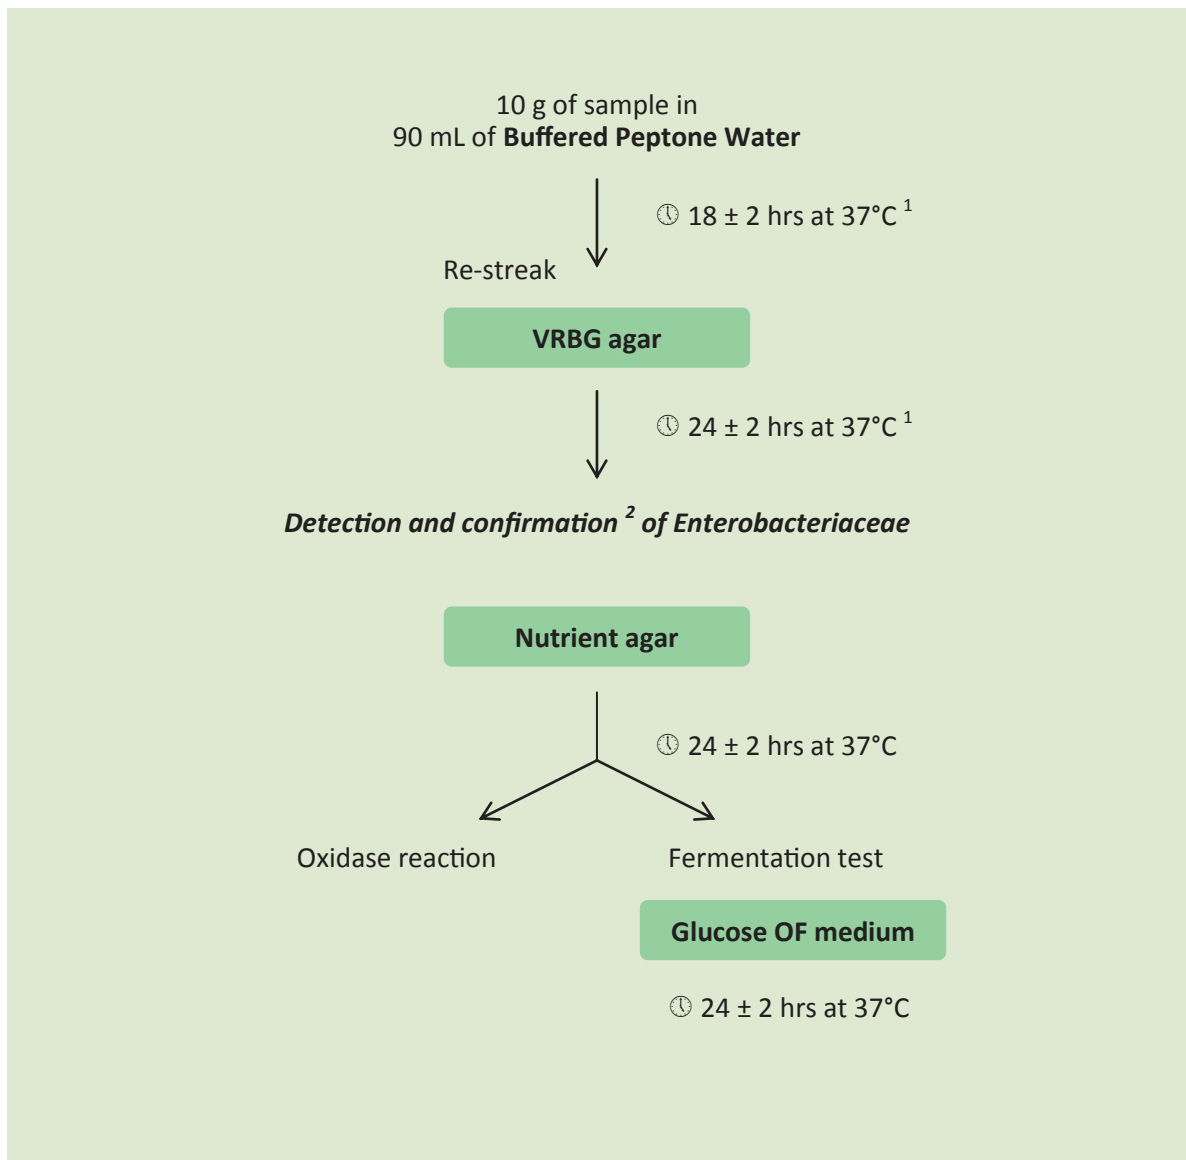 10 g of sample in
90 mL of Buffered Peptone Water
18 ± 2 hrs at 37°C 1
Re-streak
VRBG agar
24 ± 2 hrs at 37°C 1
Detection and confirmation 2 of Enterobacteriaceae
Nutrient agar
24 ± 2 hrs at 37°C
Oxidase reaction
Fermentation test
Glucose OF medium
24 ± 2 hrs at 37°C